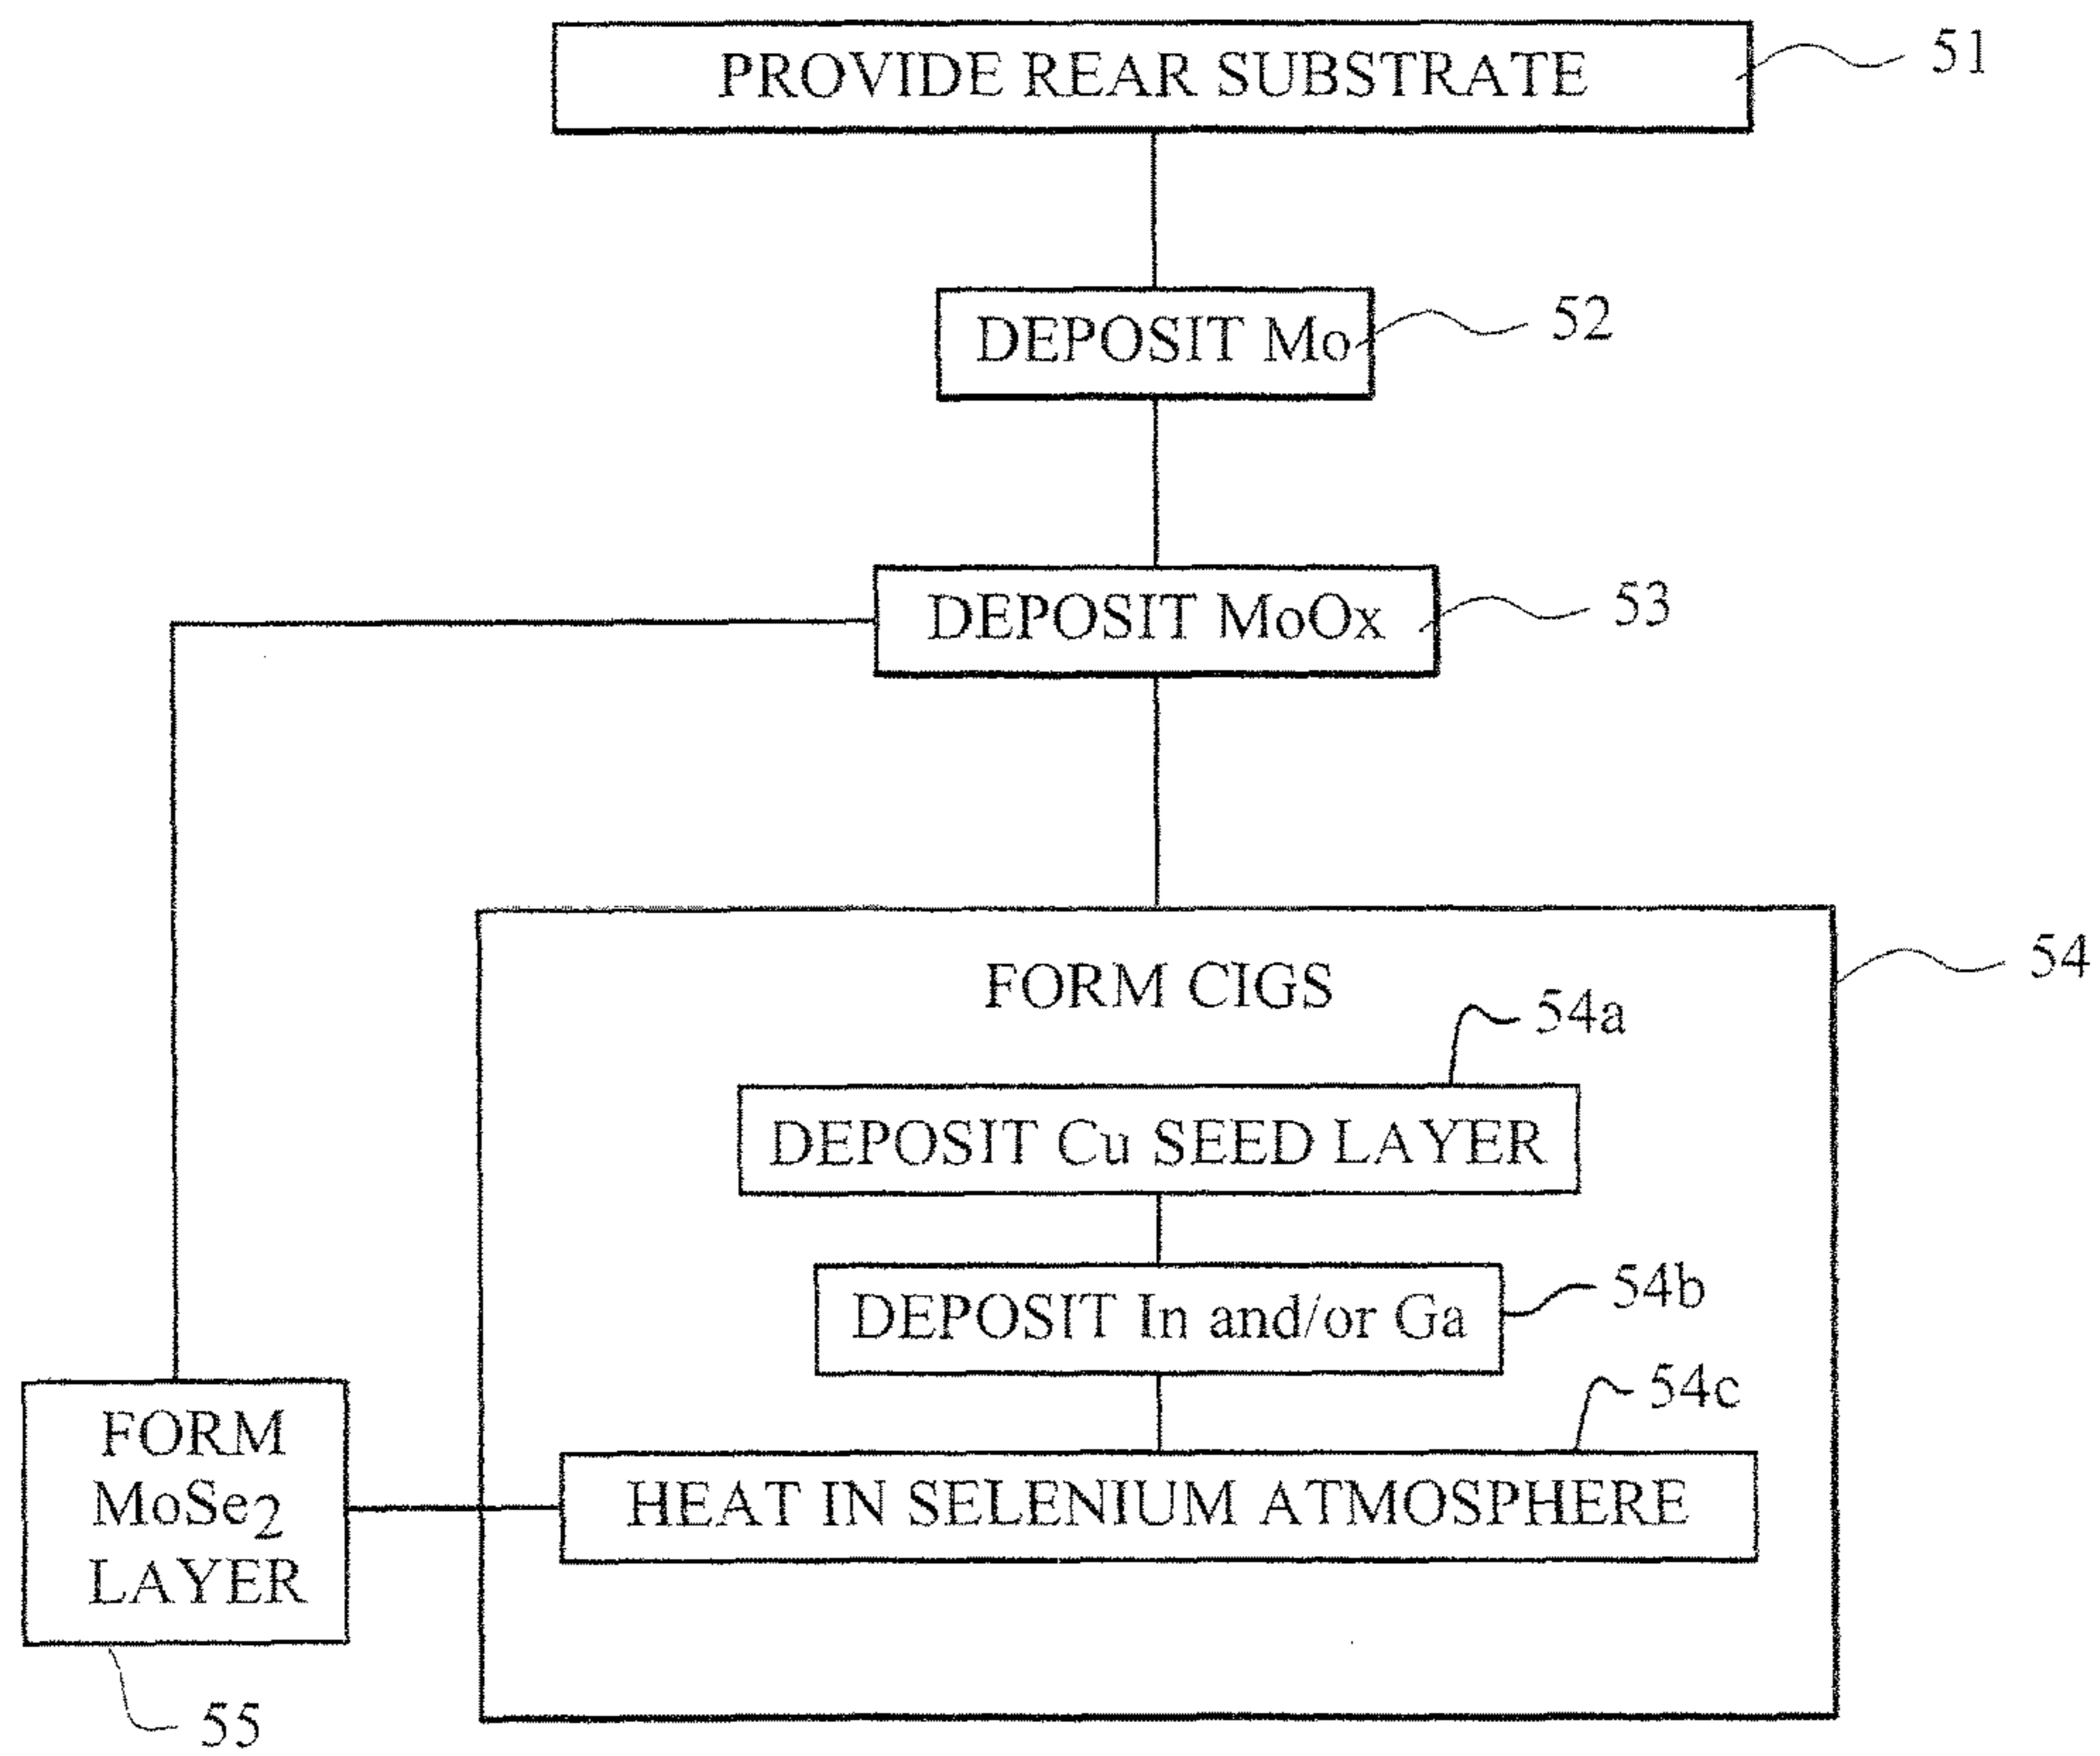 PROVIDE REAR SUBSTRATE
51
DEPOSIT Mo
52
DEPOSIT MoOx
53
FORM CIGS
54
54a
DEPOSIT Cu SEED LAYER
DEPOSIT In and/or Ga
54b
54c
HEAT IN SELENIUM ATMOSPHERE
FORM
MoSe2
LAYER
55